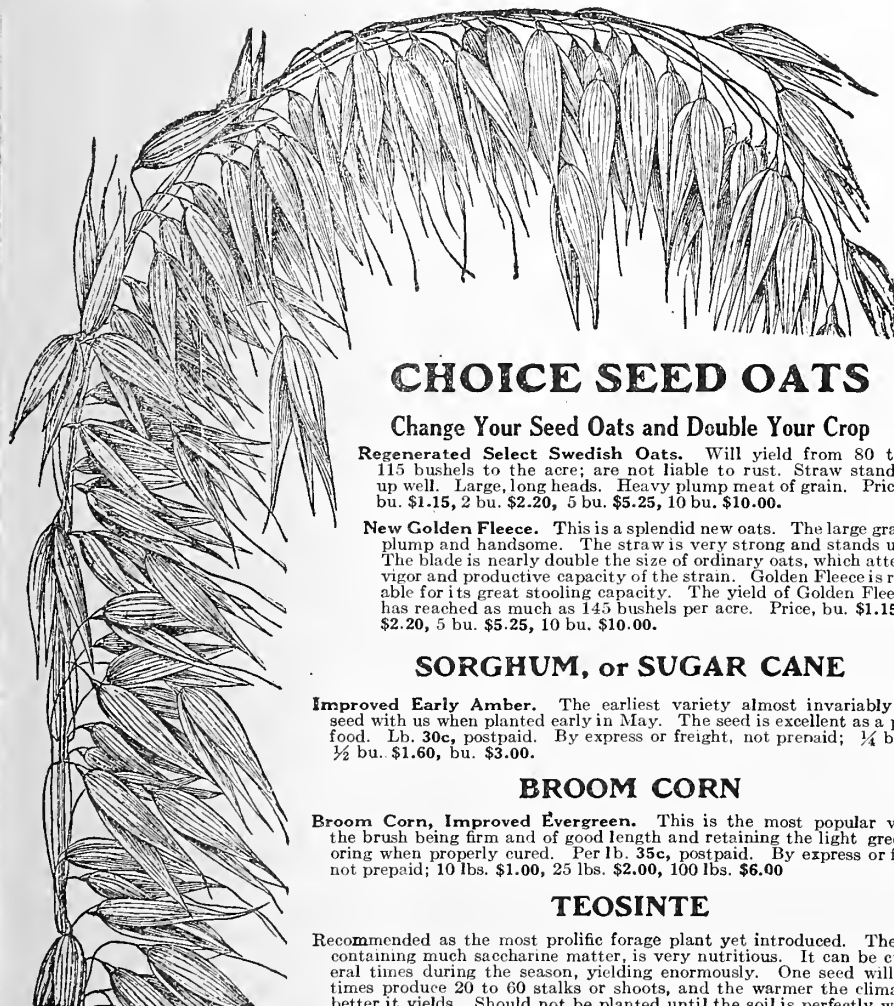 CHOICE SEED OATS
Change Your Seed Oats and Double Your Crop
Regenerated Select Swedish Oats. Will yield from 80 t
115 bushels to the acre; are not liable to rust. Straw stand
up well. Large, long heads. Heavy plump meat of grain. Pric
bu. $1.15, 2 bu. $2.20, 5 bu. $5.25, 10 bu. $10.00.
New Golden Fleece. This is a splendid new oats. The large gra
plump and handsome. The straw is very strong and stands u
The blade is nearly double the size of ordinary oats, which atte
vigor and productive capacity of the strain. Golden Fleece is r
able for its great stooling capacity. The yield of Golden Flee
has reached as much as 145 bushels per acre. Price, bu. $1.15
$2.20, 5 bu. $5.25, 10 bu. $10.00.
SORGHUM, or SUGAR CANE
Improved Early Amber. The earliest variety almost invariably
seed with us when planted early in May. The seed is excellent as a p
food. Lb. 30c, postpaid. By express or freight, not prepaid; ¼ b
½ bu. $1.60, bu. $3.00.
BROOM CORN
Broom Corn, Improved Evergreen. This is the most popular v
the brush being firm and of good length and retaining the light gree
oring when properly cured. Per lb. 35c, postpaid. By express or f
not prepaid; 10 lbs. $1.00, 25 lbs. $2.00, 100 lbs. $6.00
TEOSINTE
Recommended as the most prolific forage plant yet introduced. The
containing much saccharine matter, is very nutritious. It can be c
eral times during the season, yielding enormously. One seed will
times produce 20 to 60 stalks or shoots, and the warmer the clima
better it yields. Should not be planted until the soil is perfectly